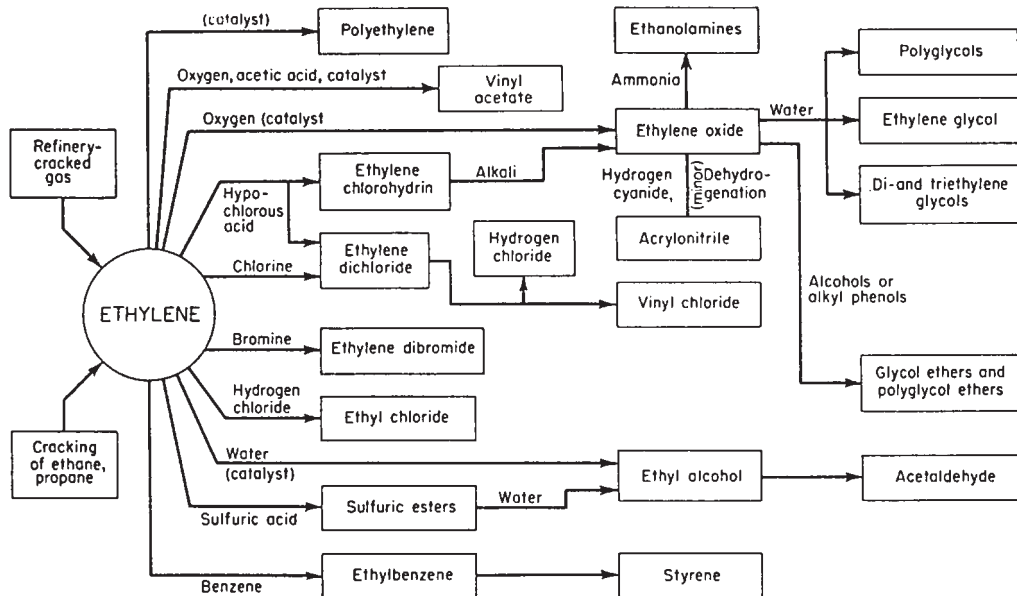 (catalyst)
Polyethylene
Oxygen, acetic acid, catalyst
Vinyl
acetate
Oxygen (catalyst
Ethanolamines
Ammonia
Ethylene oxide
Water
Polyglycols
Ethylene glycol
Di-and triethylene
glycols
Refinery-
cracked
gas
Hypo-
chlorous
acid
Ethylene
chlorohydrin
Alkali
Hydrogen
cyanide,
(minor)
Dehydro-
genation
Acrylonitrile
Chlorine
Ethylene
dichloride
Hydrogen
chloride
Vinyl chloride
Alcohols or
alkyl phenols
ETHYLENE
Bromine
Ethylene dibromide
Hydrogen
chloride
Ethyl chloride
Glycol ethers and
polyglycol ethers
Cracking
of ethane,
propane
Water
(catalyst)
Ethyl alcohol
Acetaldehyde
Sulfuric acid
Sulfuric esters
Water
Benzene
Ethylbenzene
Styrene